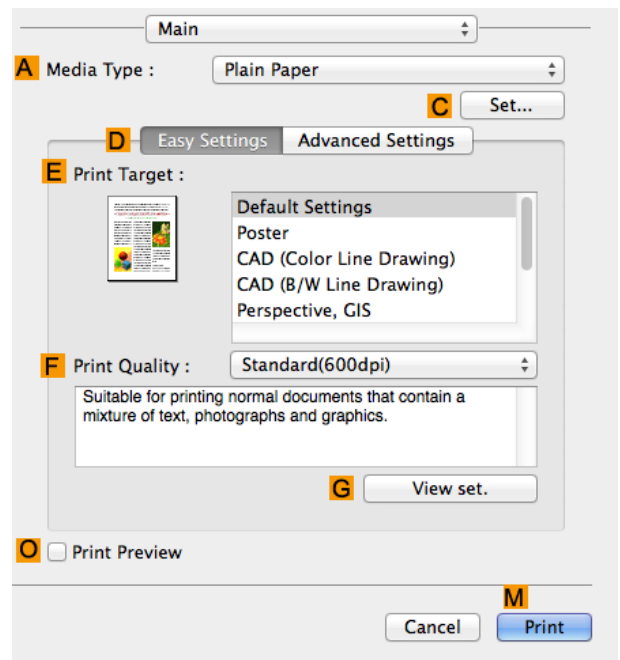 Main
A Media Type : Plain Paper
C Set...
D Easy Settings Advanced Settings
E Print Target :
Default Settings
Poster
CAD (Color Line Drawing)
CAD (B/W Line Drawing)
Perspective, GIS
F Print Quality : Standard(600dpi)
Suitable for printing normal documents that contain a
mixture of text, photographs and graphics.
G View set.
O Print Preview
M
Cancel Print